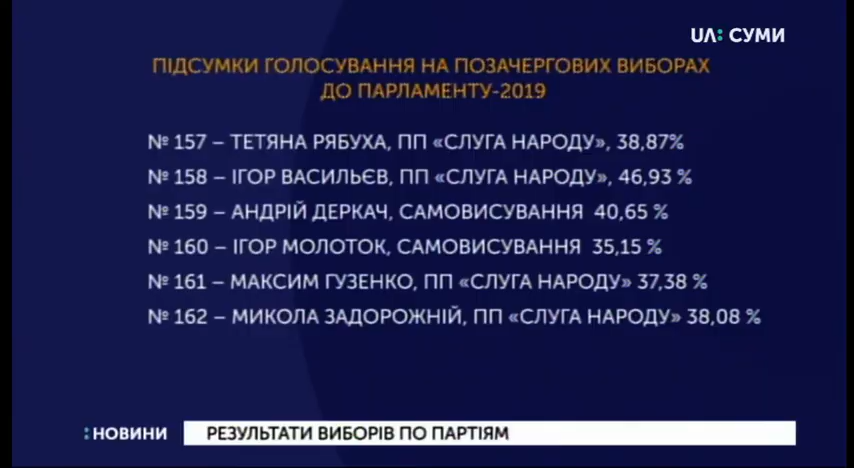 UA: СУМИ
ПІДСУМКИ ГОЛОСУВАННЯ НА ПОЗАЧЕРГОВИХ ВИБОРАХ
ДО ПАРЛАМЕНТУ-2019
№ 157 – ТЕТЯНА РЯБУХА, ПП «СЛУГА НАРОДУ», 38,87%
№ 158 – ІГОР ВАСИЛЬЄВ, ПП «СЛУГА НАРОДУ», 46,93 %
№ 159 – АНДРІЙ ДЕРКАЧ, САМОВИСУВАННЯ 40,65 %
№ 160 – ІГОР МОЛОТОК, САМОВИСУВАННЯ 35,15 %
№ 161 – МАКСИМ ГУЗЕНКО, ПП «СЛУГА НАРОДУ» 37,38 %
№ 162 – МИКОЛА ЗАДОРОЖНІЙ, ПП «СЛУГА НАРОДУ» 38,08 %
:НОВИНИ РЕЗУЛЬТАТИ ВИБОРІВ ПО ПАРТІЯМ